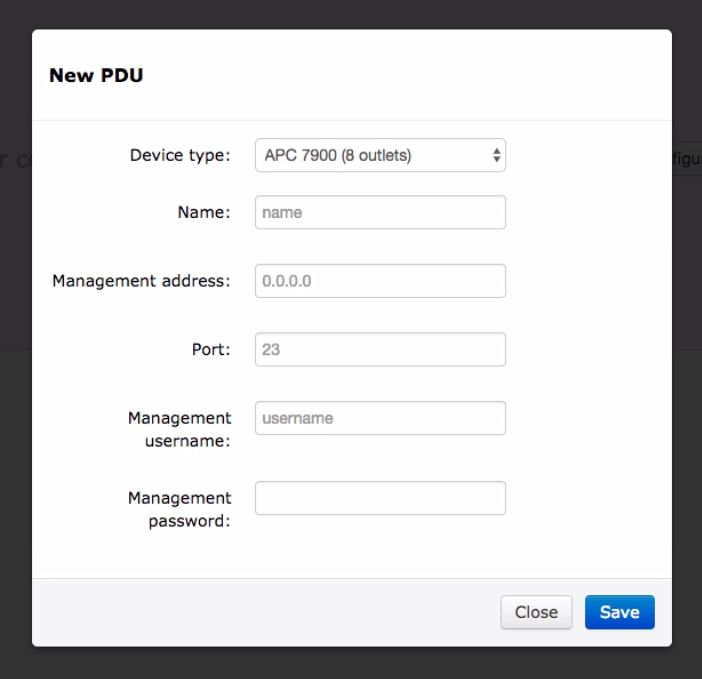 New PDU
Device type: APC 7900 (8 outlets)
Name: name
Management address: 0.0.0.0
Port: 23
Management username: username
Management password:
Close Save